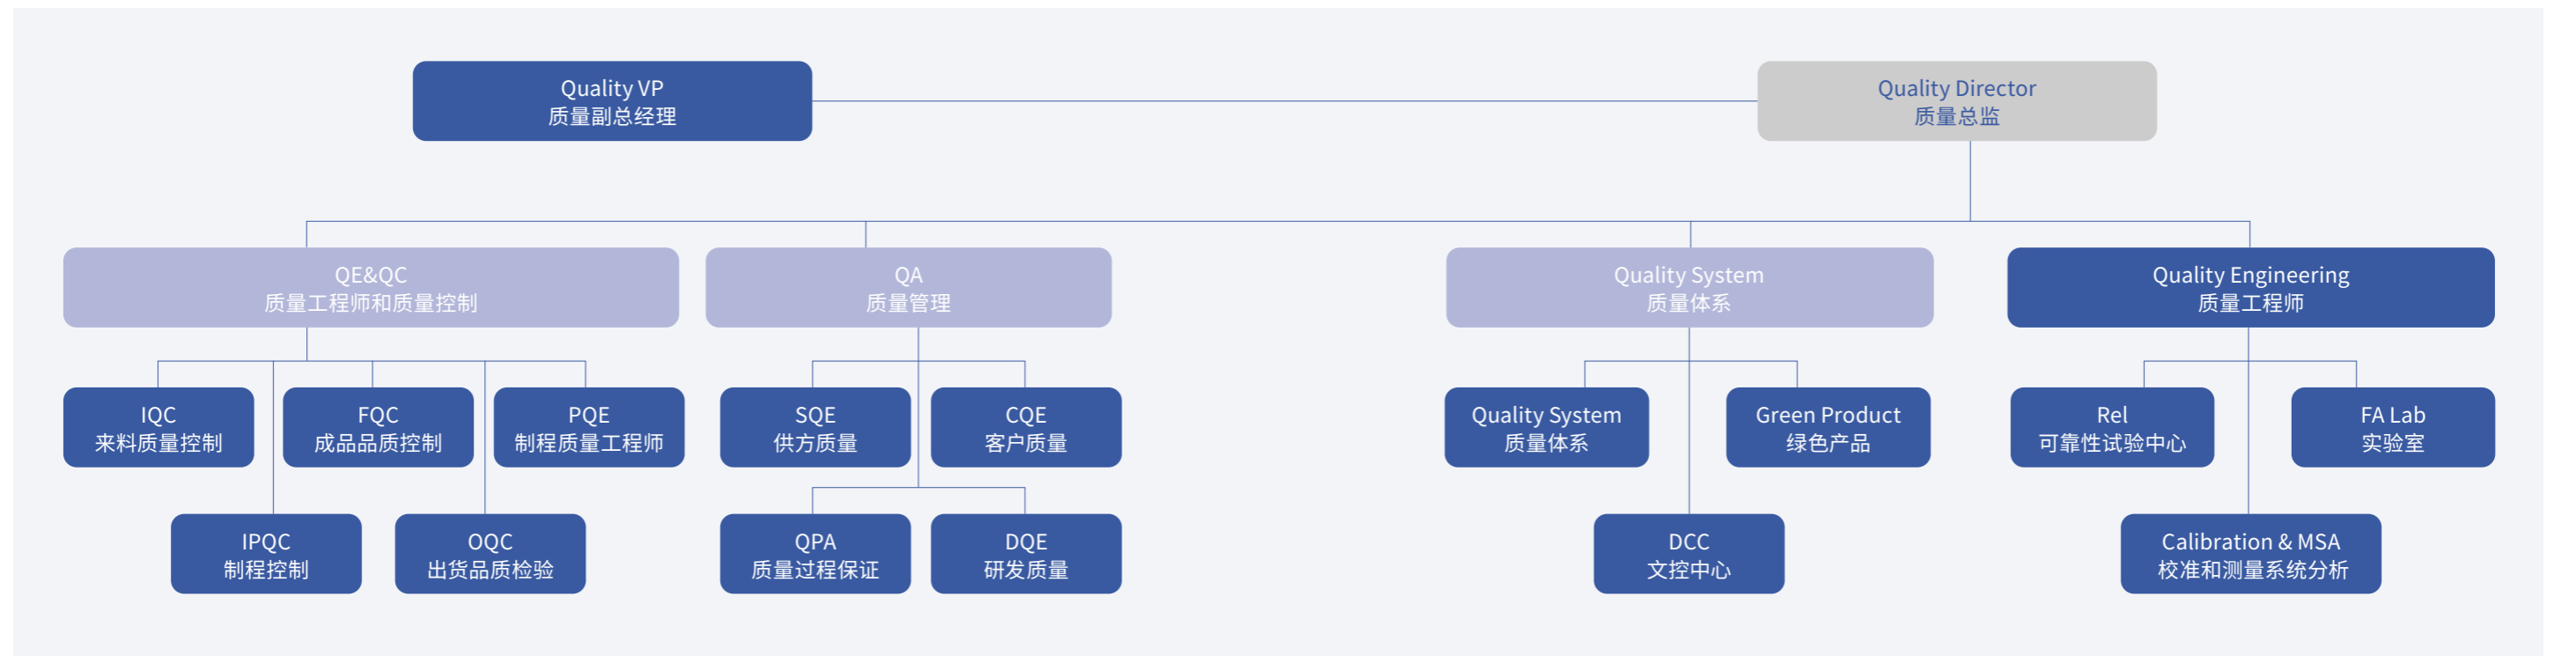 Quality VP
质量副总经理
Quality Director
质量总监
QE&QC
质量工程师和质量控制
QA
质量管理
Quality System
质量体系
Quality Engineering
质量工程师
IQC
来料质量控制
FQC
成品品质控制
PQE
制程质量工程师
SQE
供方质量
CQE
客户质量
Quality System
质量体系
Green Product
绿色产品
Rel
可靠性试验中心
FA Lab
实验室
IPQC
制程控制
OQC
出货品质检验
QPA
质量过程保证
DQE
研发质量
DCC
文控中心
Calibration & MSA
校准和测量系统分析